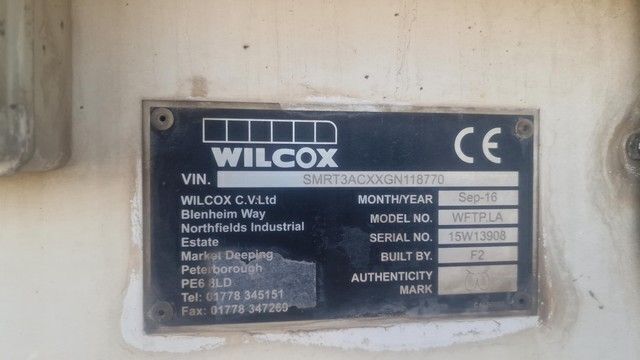 WILCOX
CE
VIN. SMRT3ACXXGN118770
WILCOX C.V.Ltd
Blenheim Way
Northfields Industrial
Estate
Market Deeping
Peterborough
PE6 8LD
Tel: 01778 345151
Fax: 01778 347269
MONTH/YEAR Sep-16
MODEL NO. WFTP.LA
SERIAL NO. 15W13908
BUILT BY. F2
AUTHENTICITY
MARK